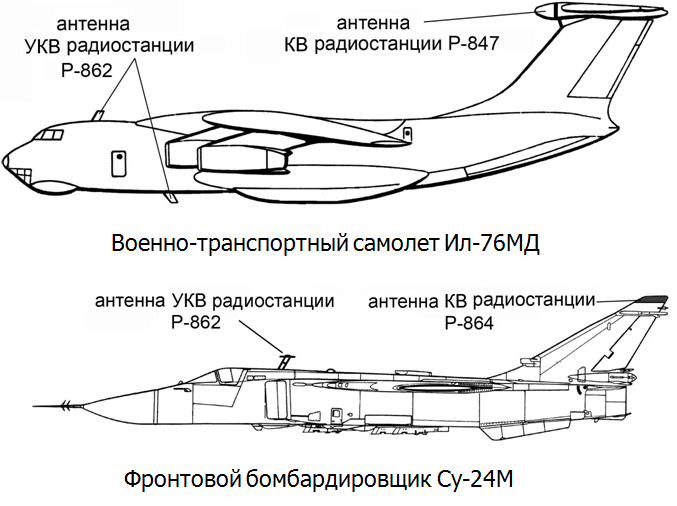 антенна
УКВ радиостанции
Р-862
антенна
КВ радиостанции Р-847
Военно-транспортный самолет Ил-76МД
антенна УКВ радиостанции
Р-862
антенна КВ радиостанции
Р-864
Фронтовой бомбардировщик Су-24М